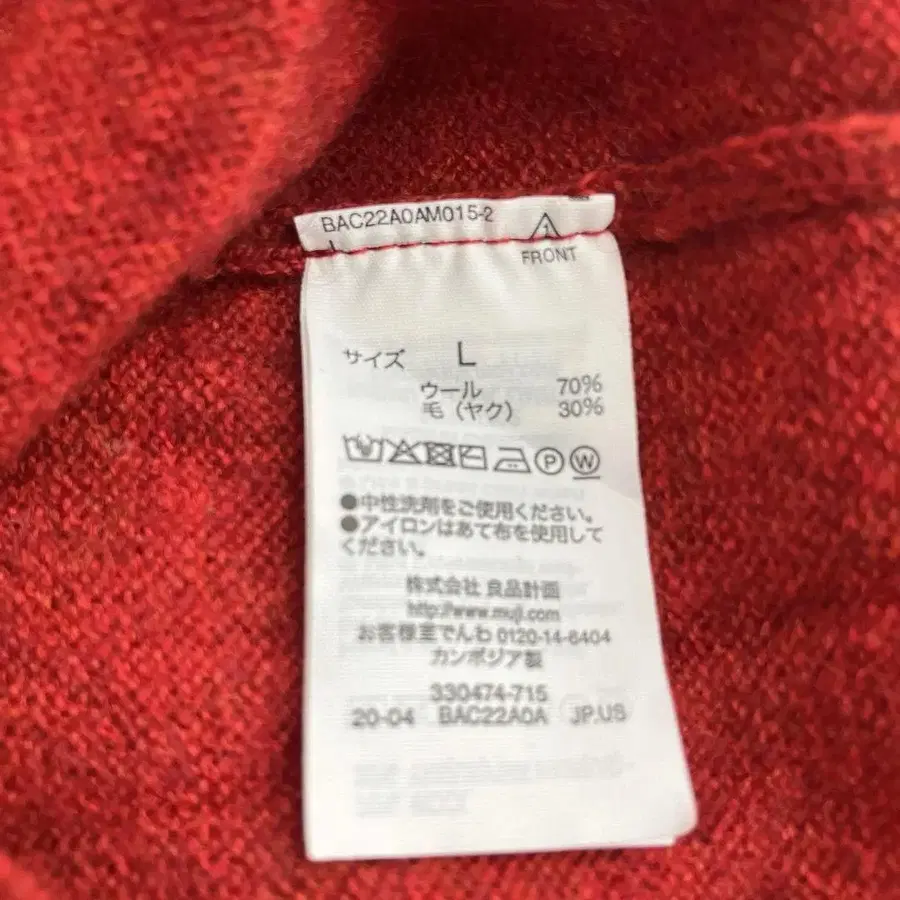 BAC22A0AM015-2
L
1
FRONT
サイズ L
ウール 70%
毛（ヤク） 30%
P W
●中性洗剤をご使用ください。
●アイロンはあて布を使用して
ください。
株式会社 良品計画
http://www.muji.com
お客様室でんわ 0120-14-6404
カンボジア製
330474-715
20-04 BAC22A0A JP.US